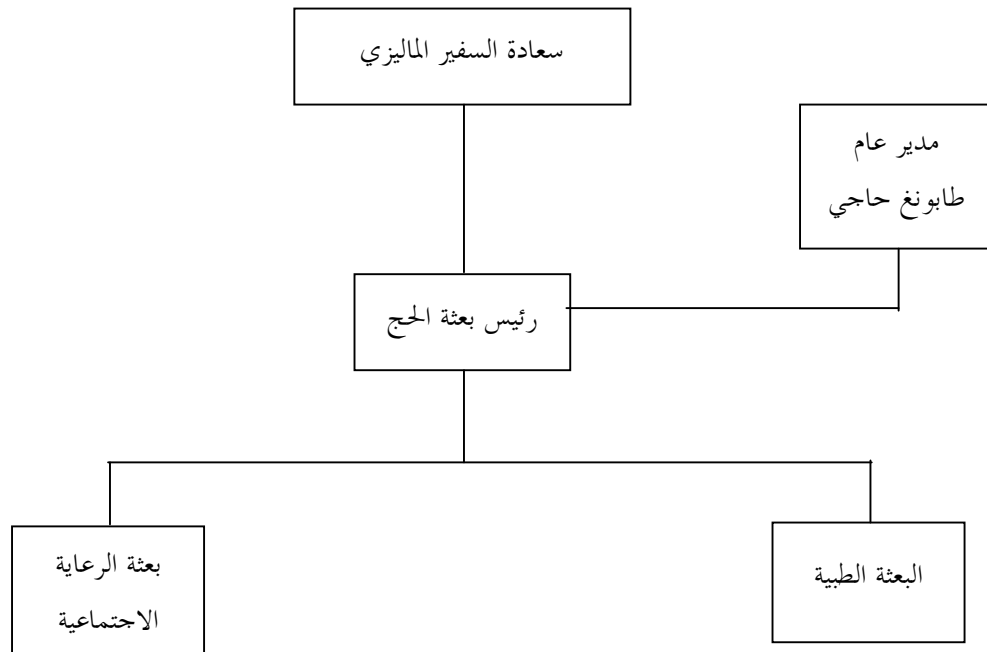 سعادة السفير الماليزي
مدير عام
طابونغ حاجي
رئيس بعثة الحج
البعثة الطبية
بعثة الرعاية
الاجتماعية